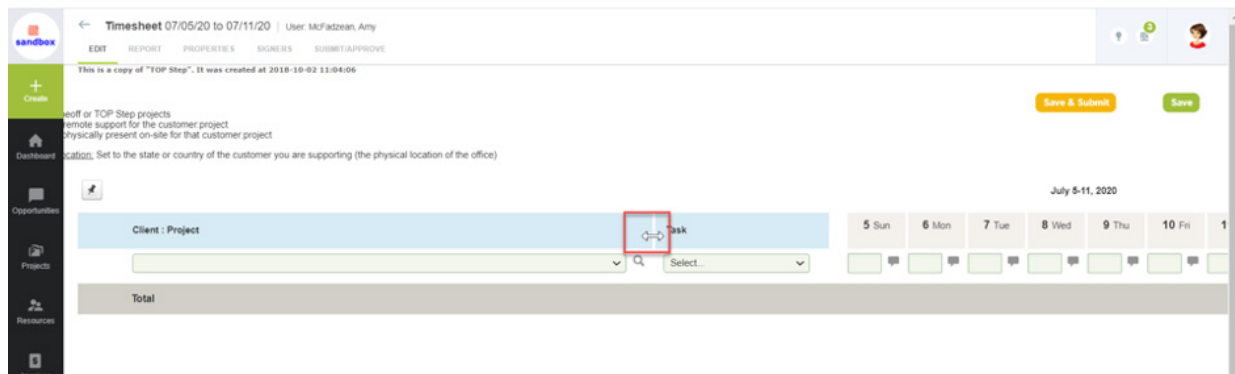 sandbox
← Timesheet 07/05/20 to 07/11/20 | User: McFadzean, Amy
3
EDIT REPORT PROPERTIES SIGNERS SUBMIT/APPROVE
This is a copy of "TOP Step". It was created at 2018-10-02 11:04:06
Create
Save & Submit Save
eoff or TOP Step projects
remote support for the customer project
physically present on-site for that customer project
Dashboard
cation: Set to the state or country of the customer you are supporting (the physical location of the office)
Opportunities
July 5-11, 2020
Client : Project Task 5 Sun 6 Mon 7 Tue 8 Wed 9 Thu 10 Fri 1
Projects
Select...
Total
Resources